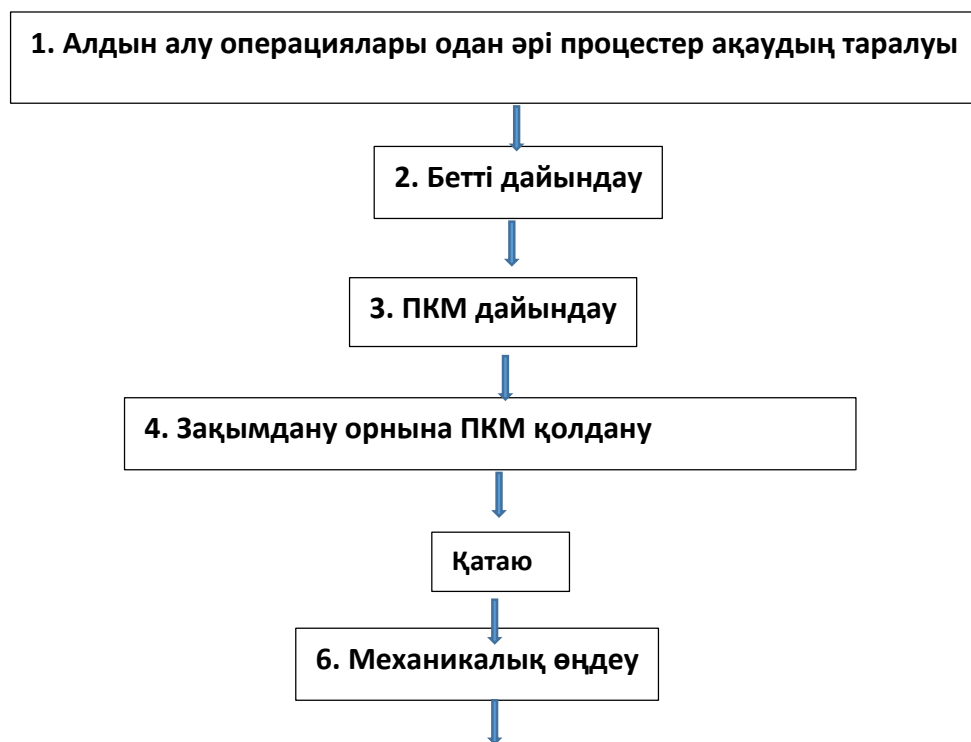 1. Алдын алу операциялары одан әрі процестер ақаудың таралуы
2. Бетті дайындау
3. ПКМ дайындау
4. Зақымдану орнына ПКМ қолдану
Қатаю
6. Механикалық өңдеу